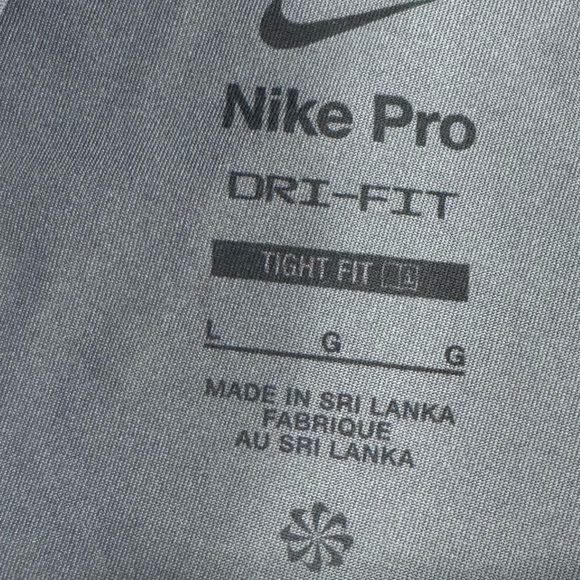 Nike Pro
DRI-FIT
TIGHT FIT
L G G
MADE IN SRI LANKA
FABRIQUE
AU SRI LANKA